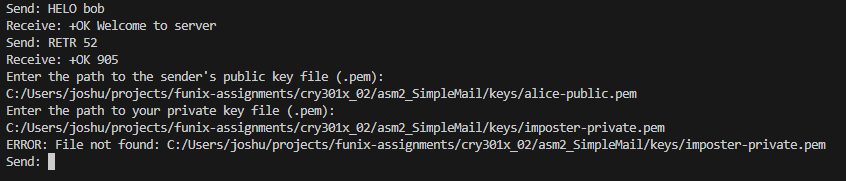 Send: HELO bob
Receive: +OK Welcome to server
Send: RETR 52
Receive: +OK 905
Enter the path to the sender's public key file (.pem):
C:/Users/joshu/projects/funix-assignments/cry301x_02/asm2_SimpleMail/keys/alice-public.pem
Enter the path to your private key file (.pem):
C:/Users/joshu/projects/funix-assignments/cry301x_02/asm2_SimpleMail/keys/imposter-private.pem
ERROR: File not found: C:/Users/joshu/projects/funix-assignments/cry301x_02/asm2_SimpleMail/keys/imposter-private.pem
Send: